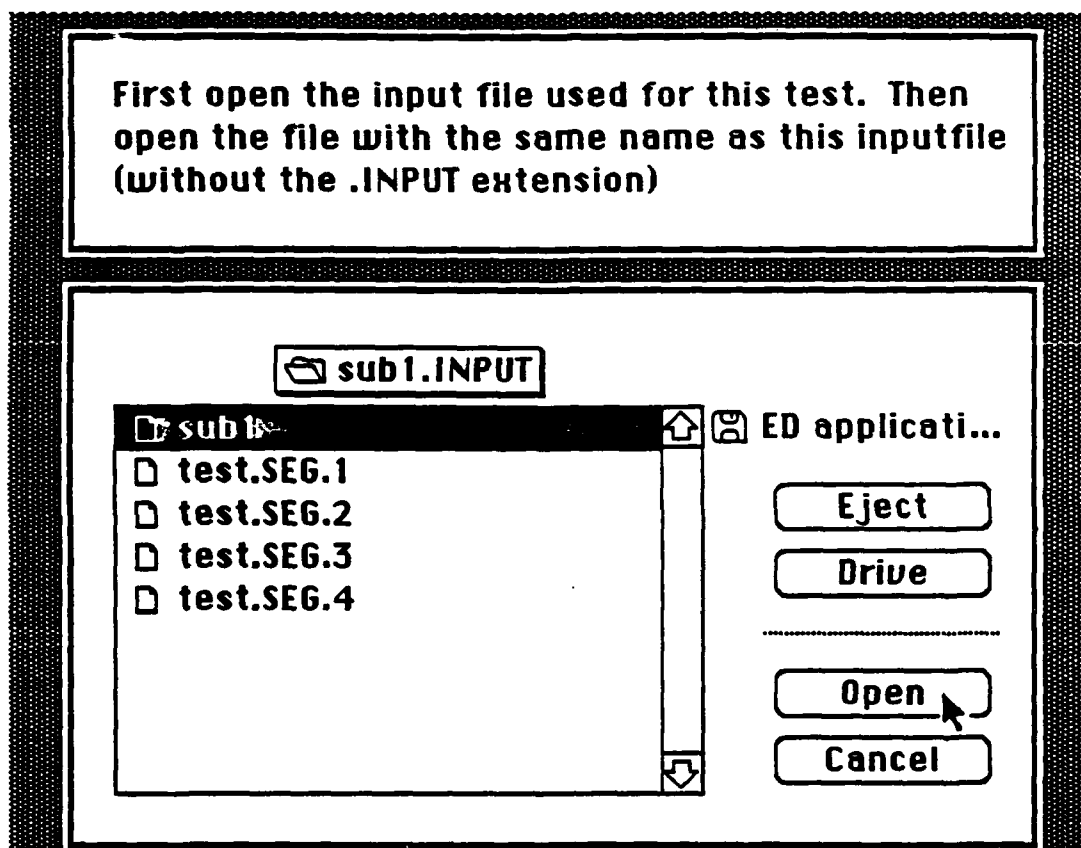 First open the input file used for this test. Then
open the file with the same name as this inputfile
(without the .INPUT extension)
sub1.INPUT
sub1
ED applicati...
test.SEG.1
test.SEG.2
test.SEG.3
test.SEG.4
Eject
Drive
Open
Cancel